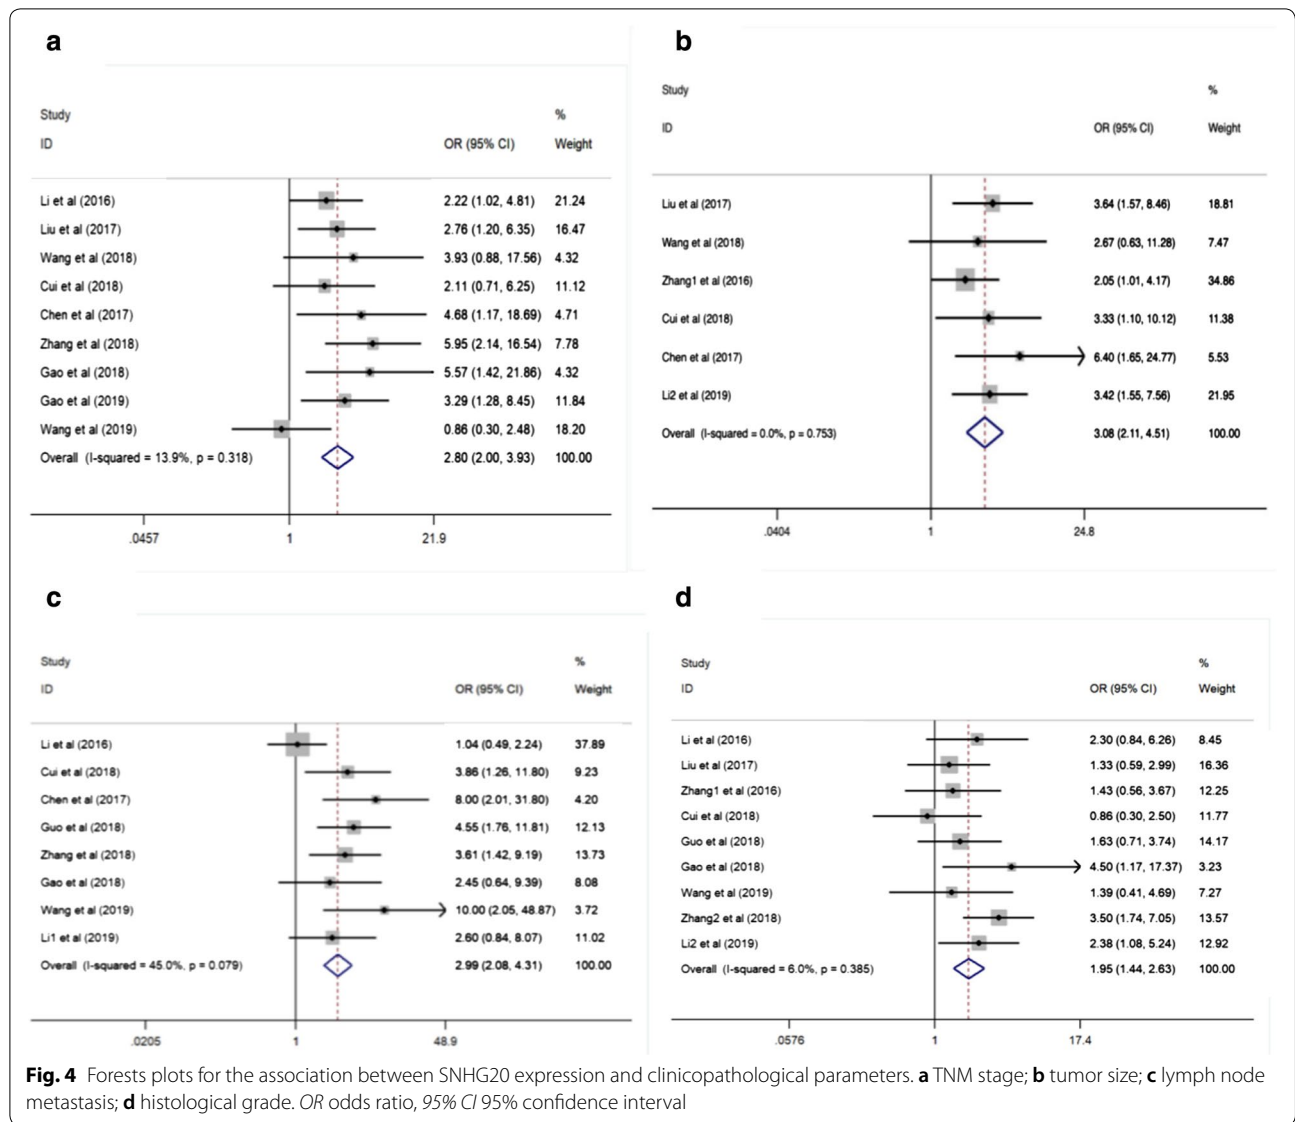 a
Study %
ID OR (95% CI) Weight
Li et al (2016) 2.22 (1.02, 4.81) 21.24
Liu et al (2017) 2.76 (1.20, 6.35) 16.47
Wang et al (2018) 3.93 (0.88, 17.56) 4.32
Cui et al (2018) 2.11 (0.71, 6.25) 11.12
Chen et al (2017) 4.68 (1.17, 18.69) 4.71
Zhang et al (2018) 5.95 (2.14, 16.54) 7.78
Gao et al (2018) 5.57 (1.42, 21.86) 4.32
Gao et al (2019) 3.29 (1.28, 8.45) 11.84
Wang et al (2019) 0.86 (0.30, 2.48) 18.20
Overall (I-squared = 13.9%, p = 0.318) 2.80 (2.00, 3.93) 100.00
.0457 1 21.9
b
Study %
ID OR (95% CI) Weight
Liu et al (2017) 3.64 (1.57, 8.46) 18.81
Wang et al (2018) 2.67 (0.63, 11.28) 7.47
Zhang1 et al (2016) 2.05 (1.01, 4.17) 34.86
Cui et al (2018) 3.33 (1.10, 10.12) 11.38
Chen et al (2017) 6.40 (1.65, 24.77) 5.53
Li2 et al (2019) 3.42 (1.55, 7.56) 21.95
Overall (I-squared = 0.0%, p = 0.753) 3.08 (2.11, 4.51) 100.00
.0404 1 24.8
c
Study %
ID OR (95% CI) Weight
Li et al (2016) 1.04 (0.49, 2.24) 37.89
Cui et al (2018) 3.86 (1.26, 11.80) 9.23
Chen et al (2017) 8.00 (2.01, 31.80) 4.20
Guo et al (2018) 4.55 (1.76, 11.81) 12.13
Zhang et al (2018) 3.61 (1.42, 9.19) 13.73
Gao et al (2018) 2.45 (0.64, 9.39) 8.08
Wang et al (2019) 10.00 (2.05, 48.87) 3.72
Li1 et al (2019) 2.60 (0.84, 8.07) 11.02
Overall (I-squared = 45.0%, p = 0.079) 2.99 (2.08, 4.31) 100.00
.0205 1 48.9
d
Study %
ID OR (95% CI) Weight
Li et al (2016) 2.30 (0.84, 6.26) 8.45
Liu et al (2017) 1.33 (0.59, 2.99) 16.36
Zhang1 et al (2016) 1.43 (0.56, 3.67) 12.25
Cui et al (2018) 0.86 (0.30, 2.50) 11.77
Guo et al (2018) 1.63 (0.71, 3.74) 14.17
Gao et al (2018) 4.50 (1.17, 17.37) 3.23
Wang et al (2019) 1.39 (0.41, 4.69) 7.27
Zhang2 et al (2018) 3.50 (1.74, 7.05) 13.57
Li2 et al (2019) 2.38 (1.08, 5.24) 12.92
Overall (I-squared = 6.0%, p = 0.385) 1.95 (1.44, 2.63) 100.00
.0576 1 17.4
Fig. 4 Forests plots for the association between SNHG20 expression and clinicopathological parameters. a TNM stage; b tumor size; c lymph node
metastasis; d histological grade. OR odds ratio, 95% CI 95% confidence interval